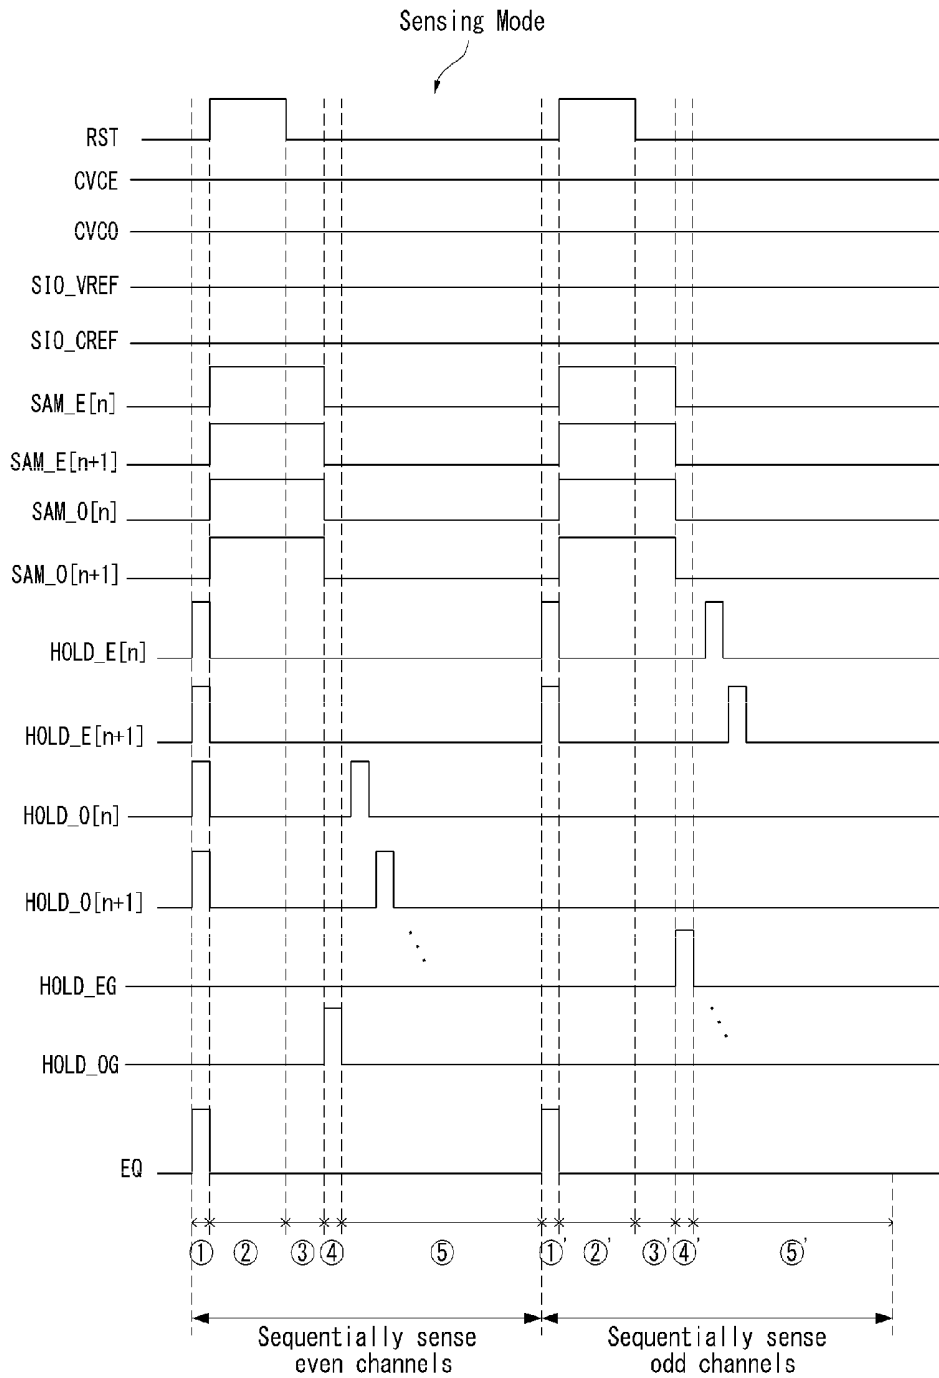 Sensing Mode
RST
CVCE
CVCO
SIO_VREF
SIO_CREF
SAM_E[n]
SAM_E[n+1]
SAM_O[n]
SAM_O[n+1]
HOLD_E[n]
HOLD_E[n+1]
HOLD_O[n]
HOLD_O[n+1]
HOLD_EG
HOLD_OG
EQ
① ② ③ ④ ⑤ ①' ②' ③' ④' ⑤'
Sequentially sense
even channels
Sequentially sense
odd channels